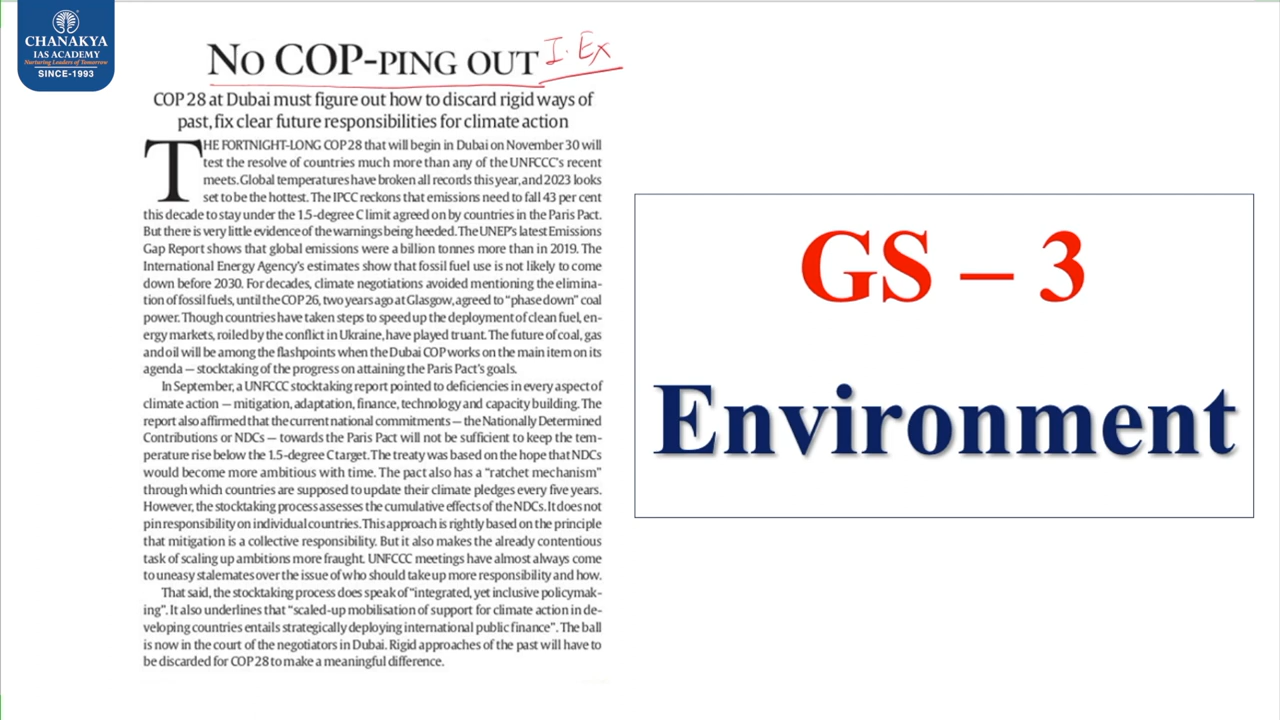 CHANAKYA
IAS ACADEMY
Nurturing Leaders of Tomorrow
SINCE-1993
NO COP-PING OUT I. Ex
COP 28 at Dubai must figure out how to discard rigid ways of
past, fix clear future responsibilities for climate action
THE FORTNIGHT-LONG COP 28 that will begin in Dubai on November 30 will
test the resolve of countries much more than any of the UNFCCC's recent
meets. Global temperatures have broken all records this year, and 2023 looks
set to be the hottest. The IPCC reckons that emissions need to fall 43 per cent
this decade to stay under the 1.5-degree C limit agreed on by countries in the Paris Pact.
But there is very little evidence of the warnings being heeded. The UNEP's latest Emissions
Gap Report shows that global emissions were a billion tonnes more than in 2019. The
International Energy Agency's estimates show that fossil fuel use is not likely to come
down before 2030. For decades, climate negotiations avoided mentioning the elimina-
tion of fossil fuels, until the COP 26, two years ago at Glasgow, agreed to "phase down" coal
power. Though countries have taken steps to speed up the deployment of clean fuel, en-
ergy markets, roiled by the conflict in Ukraine, have played truant. The future of coal, gas
and oil will be among the flashpoints when the Dubai COP works on the main item on its
agenda — stocktaking of the progress on attaining the Paris Pact's goals.
In September, a UNFCCC stocktaking report pointed to deficiencies in every aspect of
climate action — mitigation, adaptation, finance, technology and capacity building. The
report also affirmed that the current national commitments — the Nationally Determined
Contributions or NDCs — towards the Paris Pact will not be sufficient to keep the tem-
perature rise below the 1.5-degree C target. The treaty was based on the hope that NDCs
would become more ambitious with time. The pact also has a "ratchet mechanism"
through which countries are supposed to update their climate pledges every five years.
However, the stocktaking process assesses the cumulative effects of the NDCs. It does not
pin responsibility on individual countries. This approach is rightly based on the principle
that mitigation is a collective responsibility. But it also makes the already contentious
task of scaling up ambitions more fraught. UNFCCC meetings have almost always come
to uneasy stalemates over the issue of who should take up more responsibility and how.
That said, the stocktaking process does speak of "integrated, yet inclusive policymak-
ing". It also underlines that "scaled-up mobilisation of support for climate action in de-
veloping countries entails strategically deploying international public finance". The ball
is now in the court of the negotiators in Dubai. Rigid approaches of the past will have to
be discarded for COP 28 to make a meaningful difference.
GS – 3
Environment